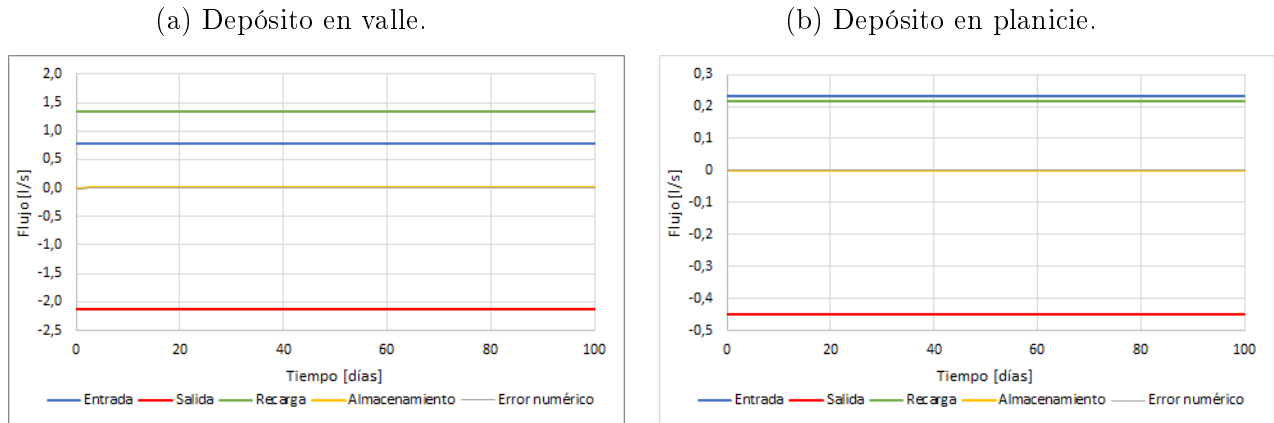 (a) Depósito en valle.
(b) Depósito en planicie.
2,0
1,5
1,0
0,5
0,0
-0,5
-1,0
-1,5
-2,0
-2,5
Flujo [l/s]
0 20 40 60 80 100
Tiempo [días]
Entrada Salida Recarga Almacenamiento Error numérico
0,3
0,2
0,1
0
-0,1
-0,2
-0,3
-0,4
-0,5
Flujo [l/s]
0 20 40 60 80 100
Tiempo [días]
Entrada Salida Recarga Almacenamiento Error numérico